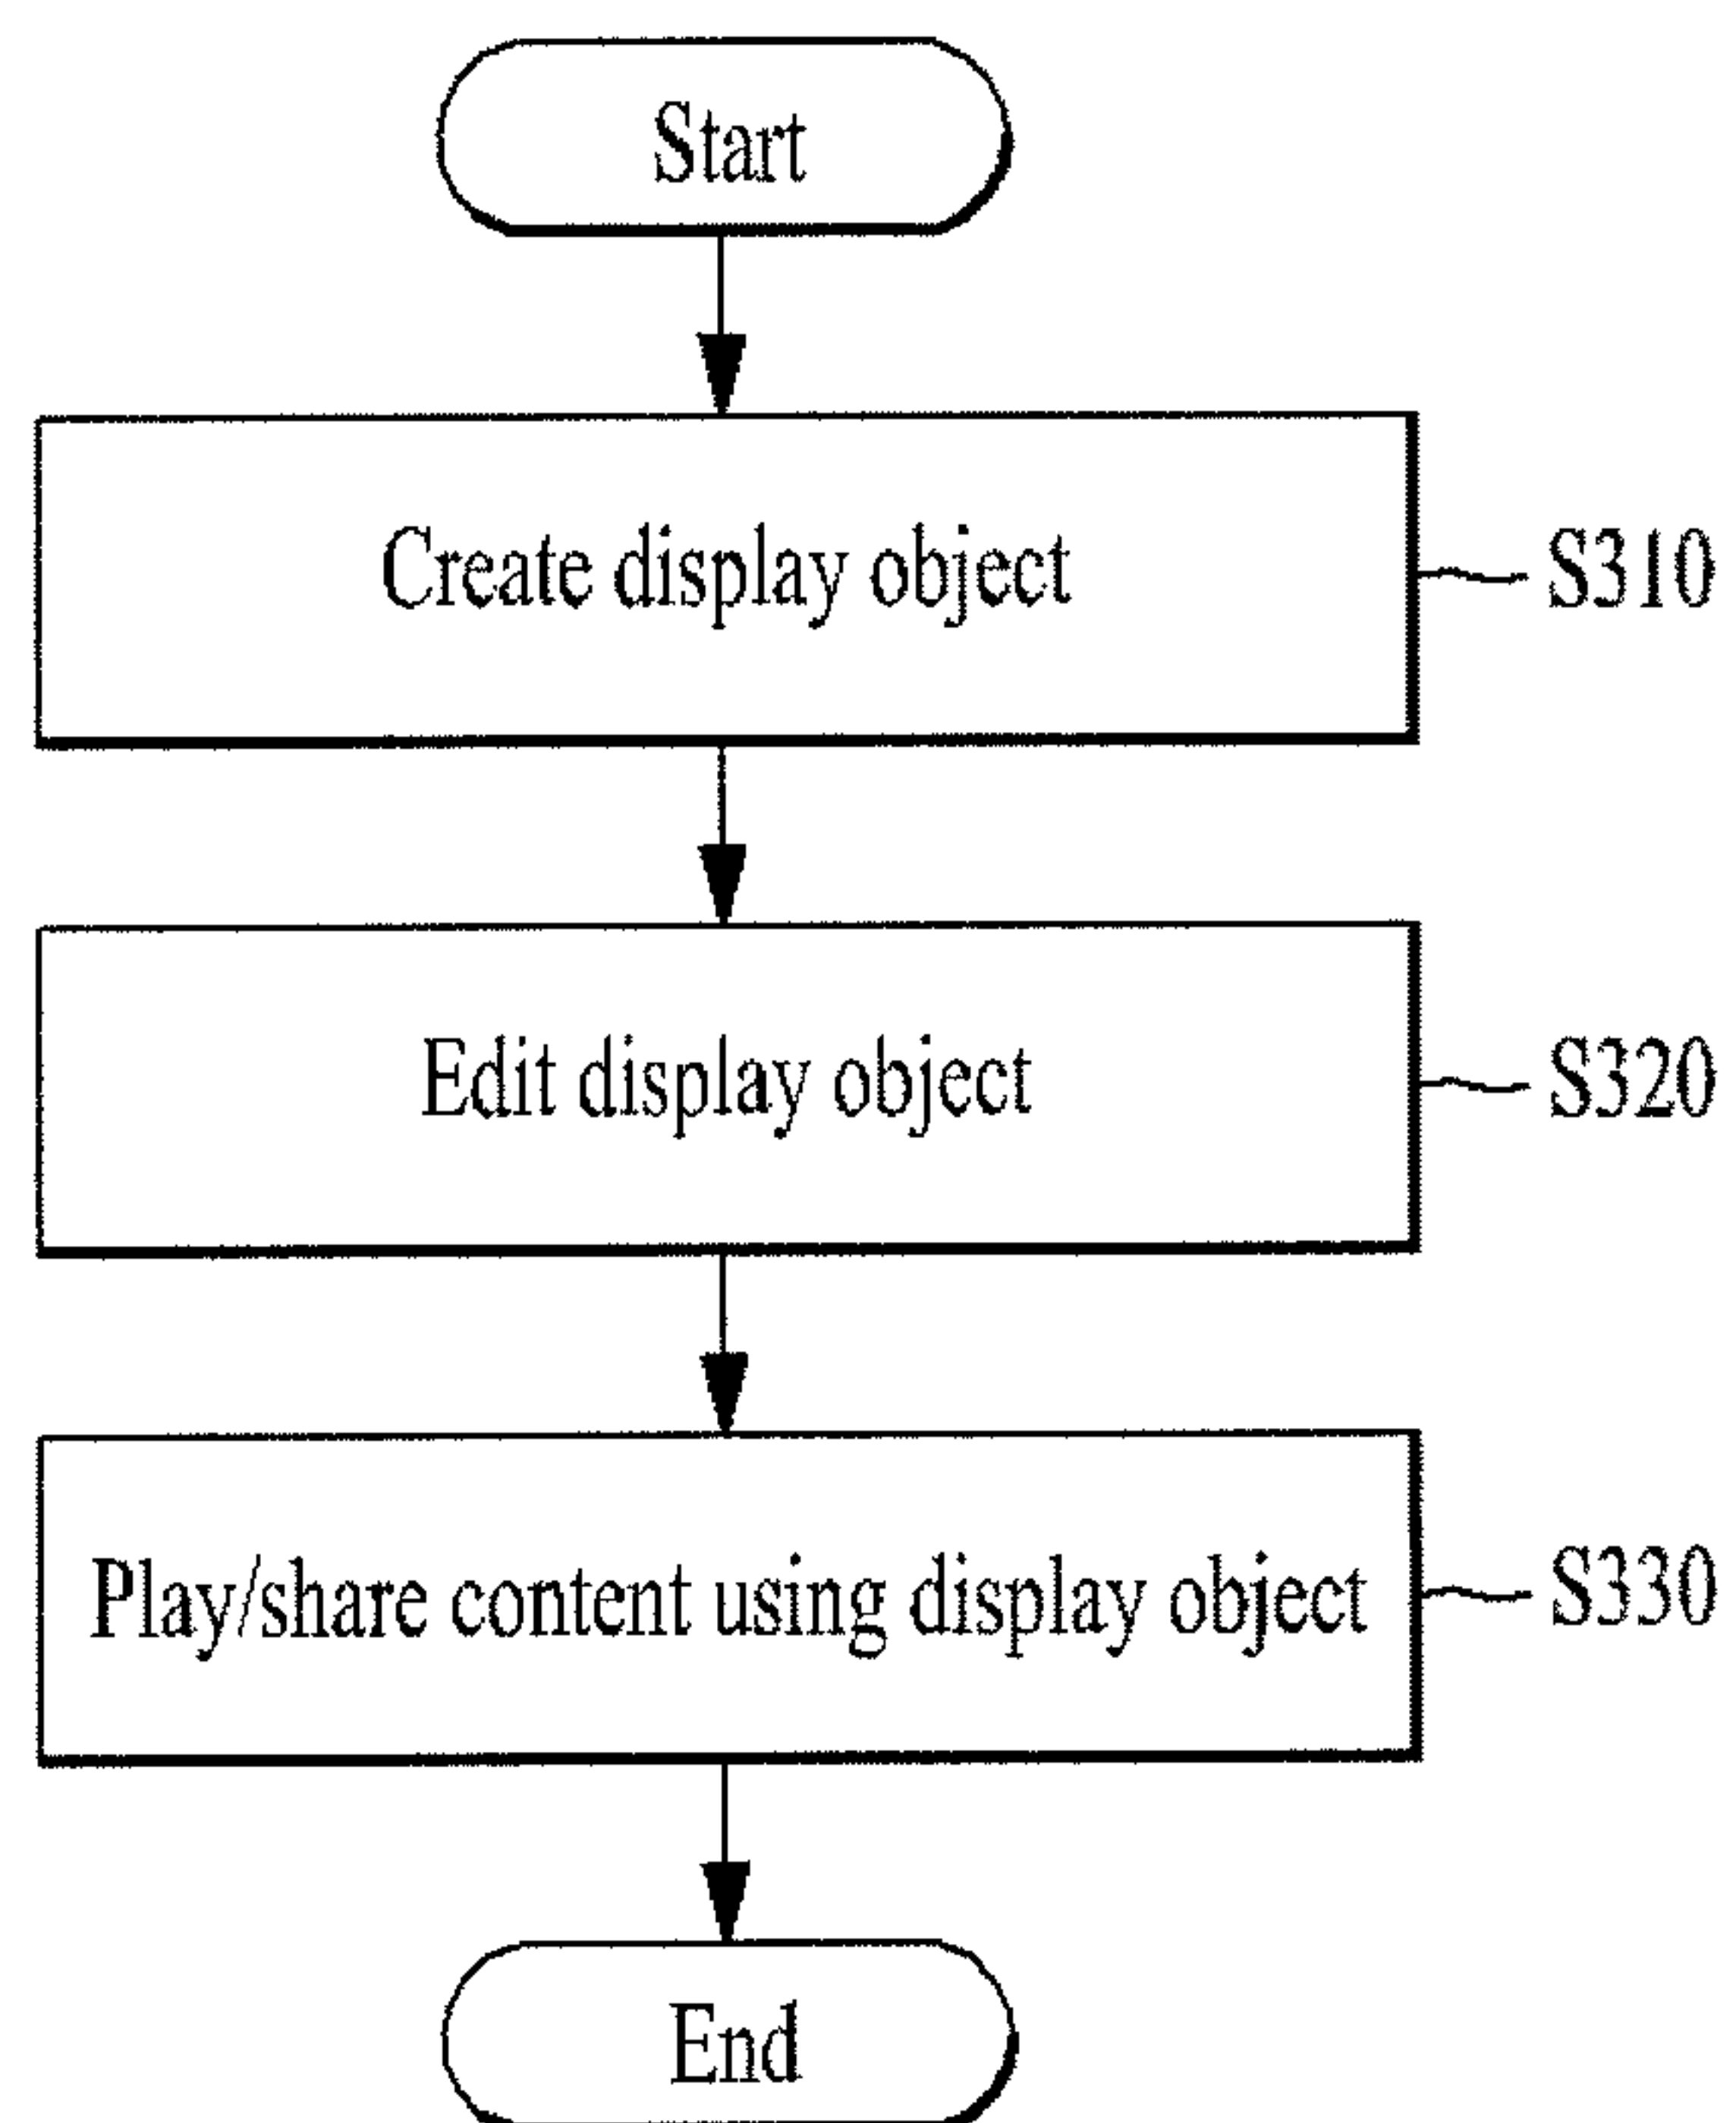 Start
Create display object
S310
Edit display object
S320
Play/share content using display object
S330
End